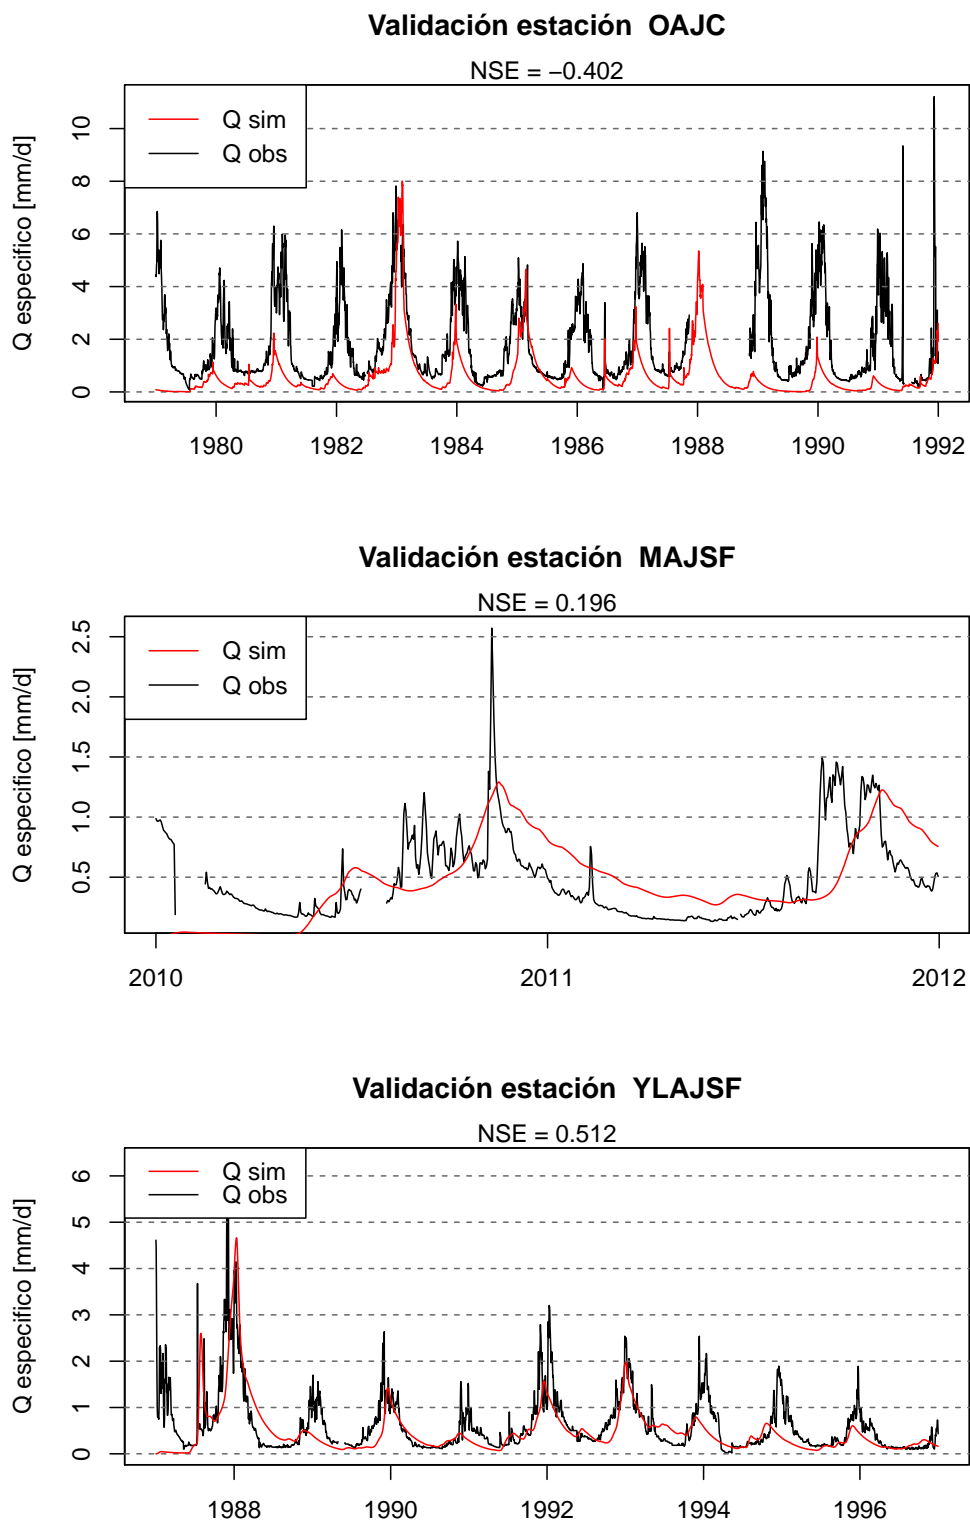 Validación estación  OAJC
NSE = −0.402
Q sim
Q obs
Q especifico [mm/d]
10
8
6
4
2
0
1980 1982 1984 1986 1988 1990 1992
Validación estación  MAJSF
NSE = 0.196
Q sim
Q obs
Q especifico [mm/d]
2.5
2.0
1.5
1.0
0.5
2010 2011 2012
Validación estación  YLAJSF
NSE = 0.512
Q sim
Q obs
Q especifico [mm/d]
6
5
4
3
2
1
0
1988 1990 1992 1994 1996